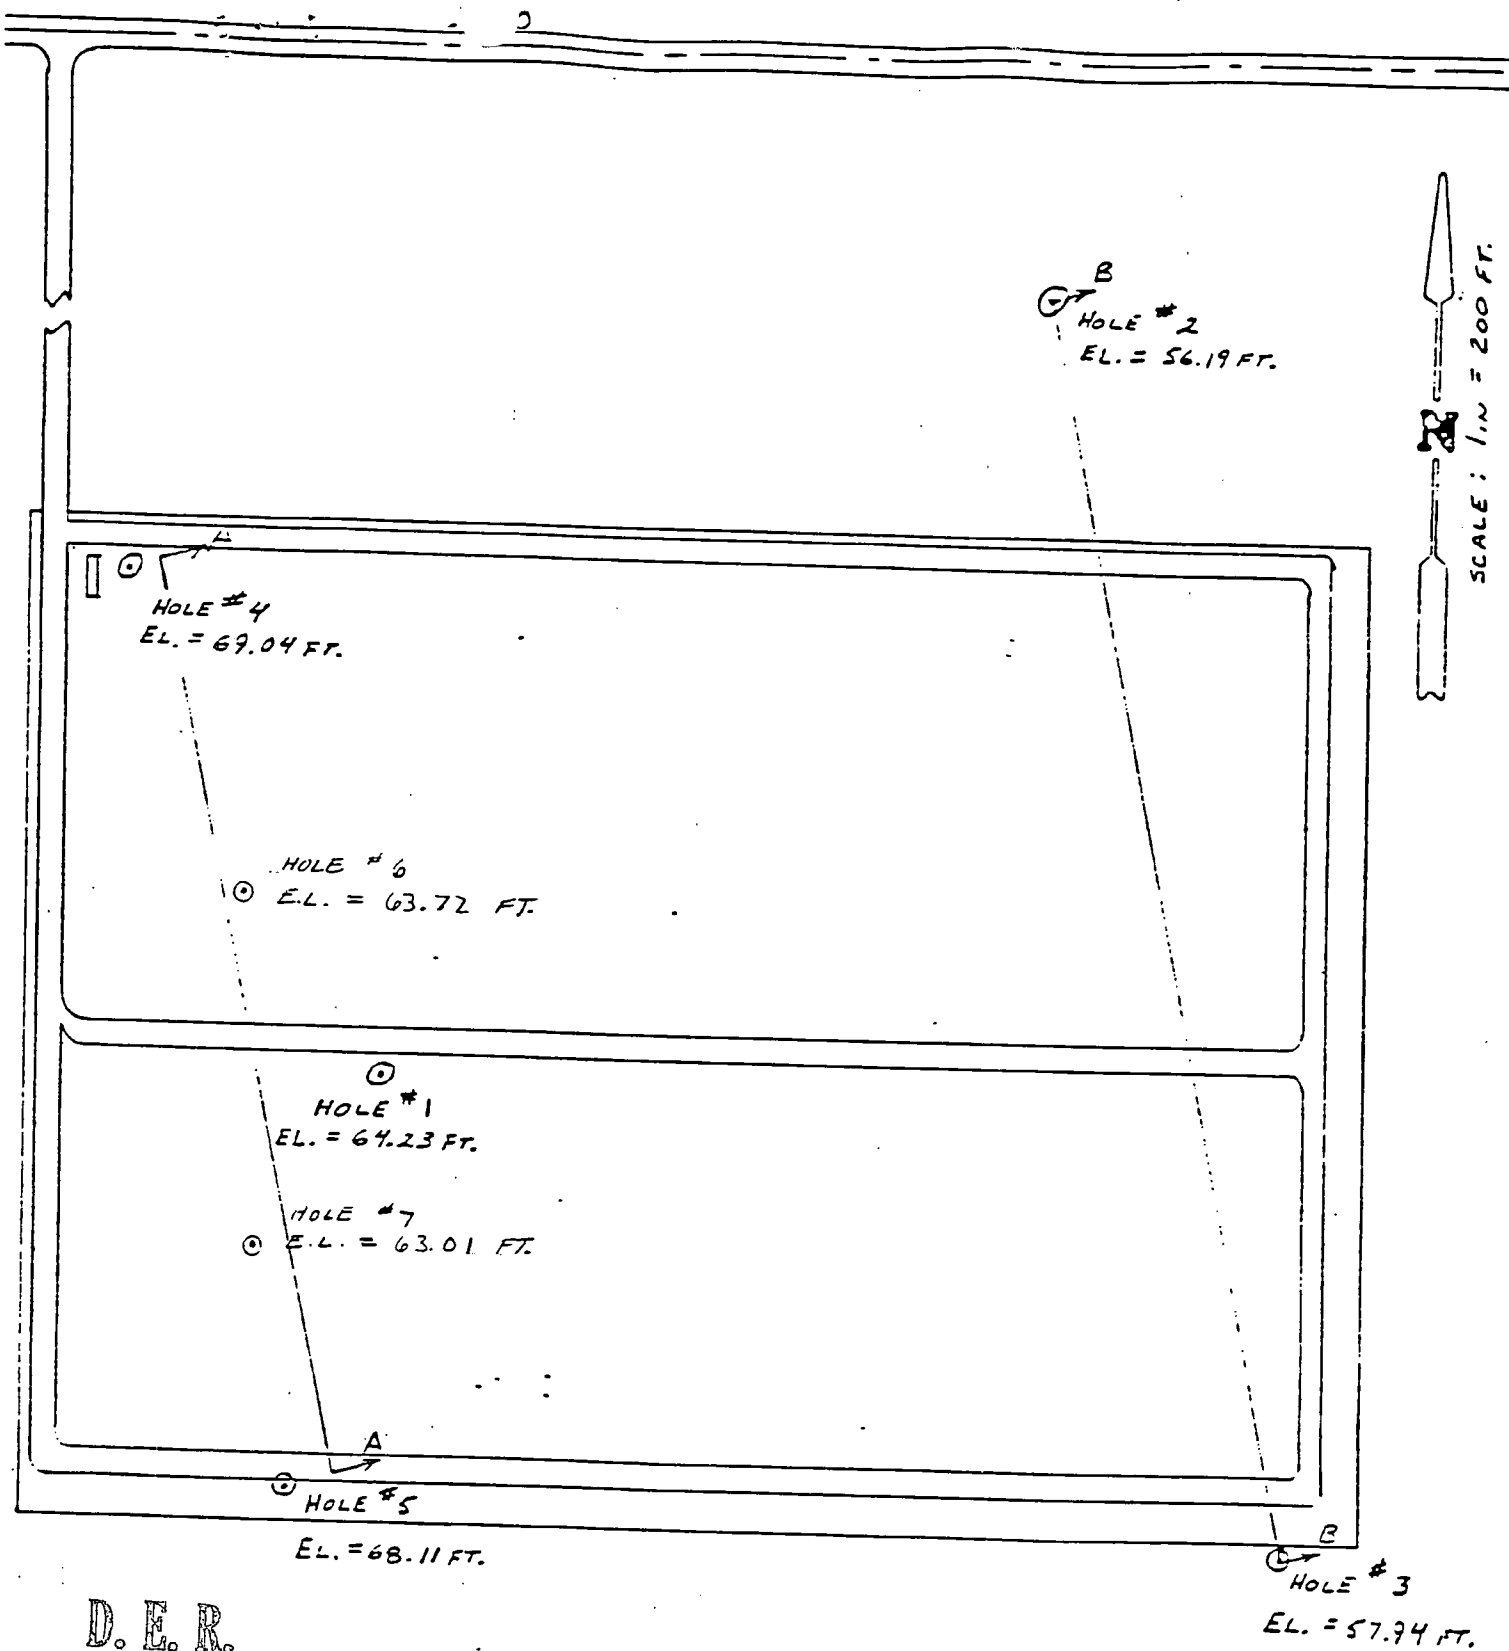 B
HOLE #2
EL. = 56.19 FT.
N
SCALE: 1 IN = 200 FT.
HOLE #4
EL. = 69.04 FT.
HOLE #6
E.L. = 63.72 FT.
HOLE #1
EL. = 64.23 FT.
HOLE #7
E.L. = 63.01 FT.
A
HOLE #5
EL. = 68.11 FT.
B
HOLE #3
EL. = 57.94 FT.
D. E. R.